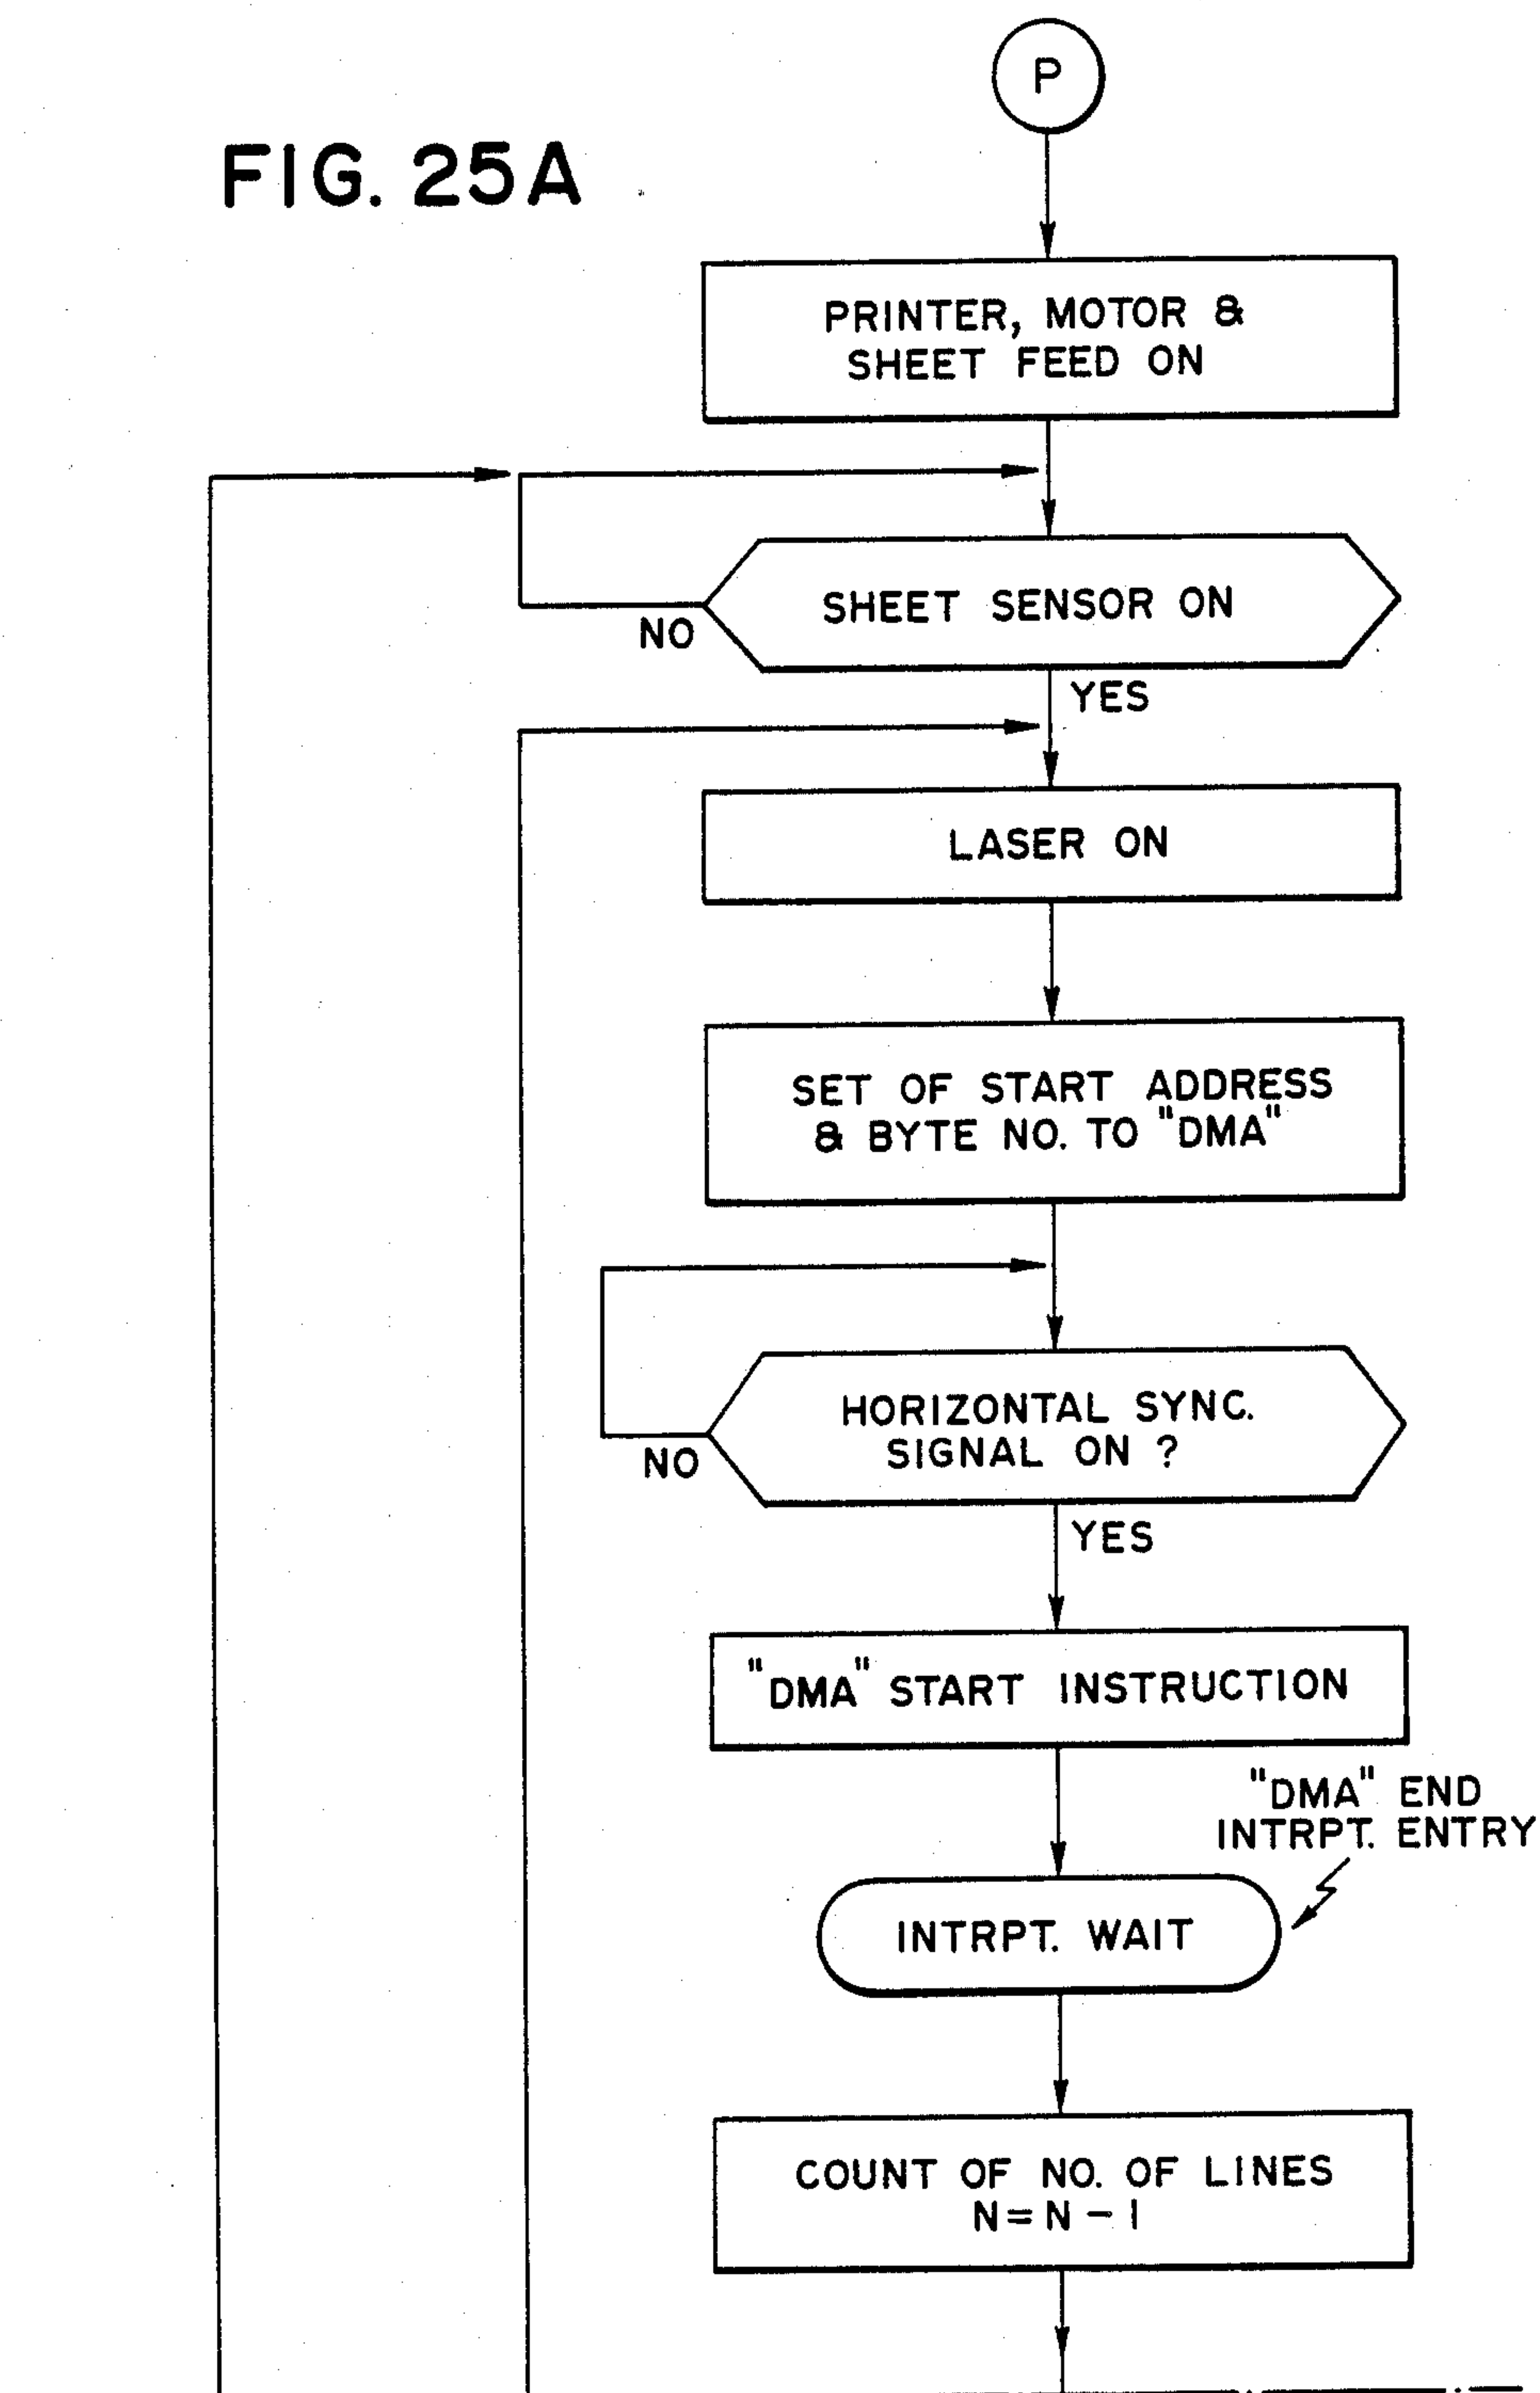 P
FIG. 25A
PRINTER, MOTOR &
SHEET FEED ON
SHEET SENSOR ON
NO
YES
LASER ON
SET OF START ADDRESS
& BYTE NO. TO "DMA"
HORIZONTAL SYNC.
SIGNAL ON ?
NO
YES
"DMA" START INSTRUCTION
"DMA" END
INTRPT. ENTRY
INTRPT. WAIT
COUNT OF NO. OF LINES
N = N - 1